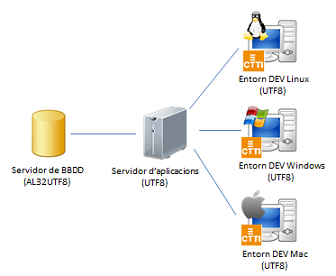 CTTI
Entorn DEV Linux
(UTF8)
CTTI
Entorn DEV Windows
(UTF8)
Servidor de BBDD
(AL32UTF8)
Servidor d'aplicacions
(UTF8)
CTTI
Entorn DEV Mac
(UTF8)